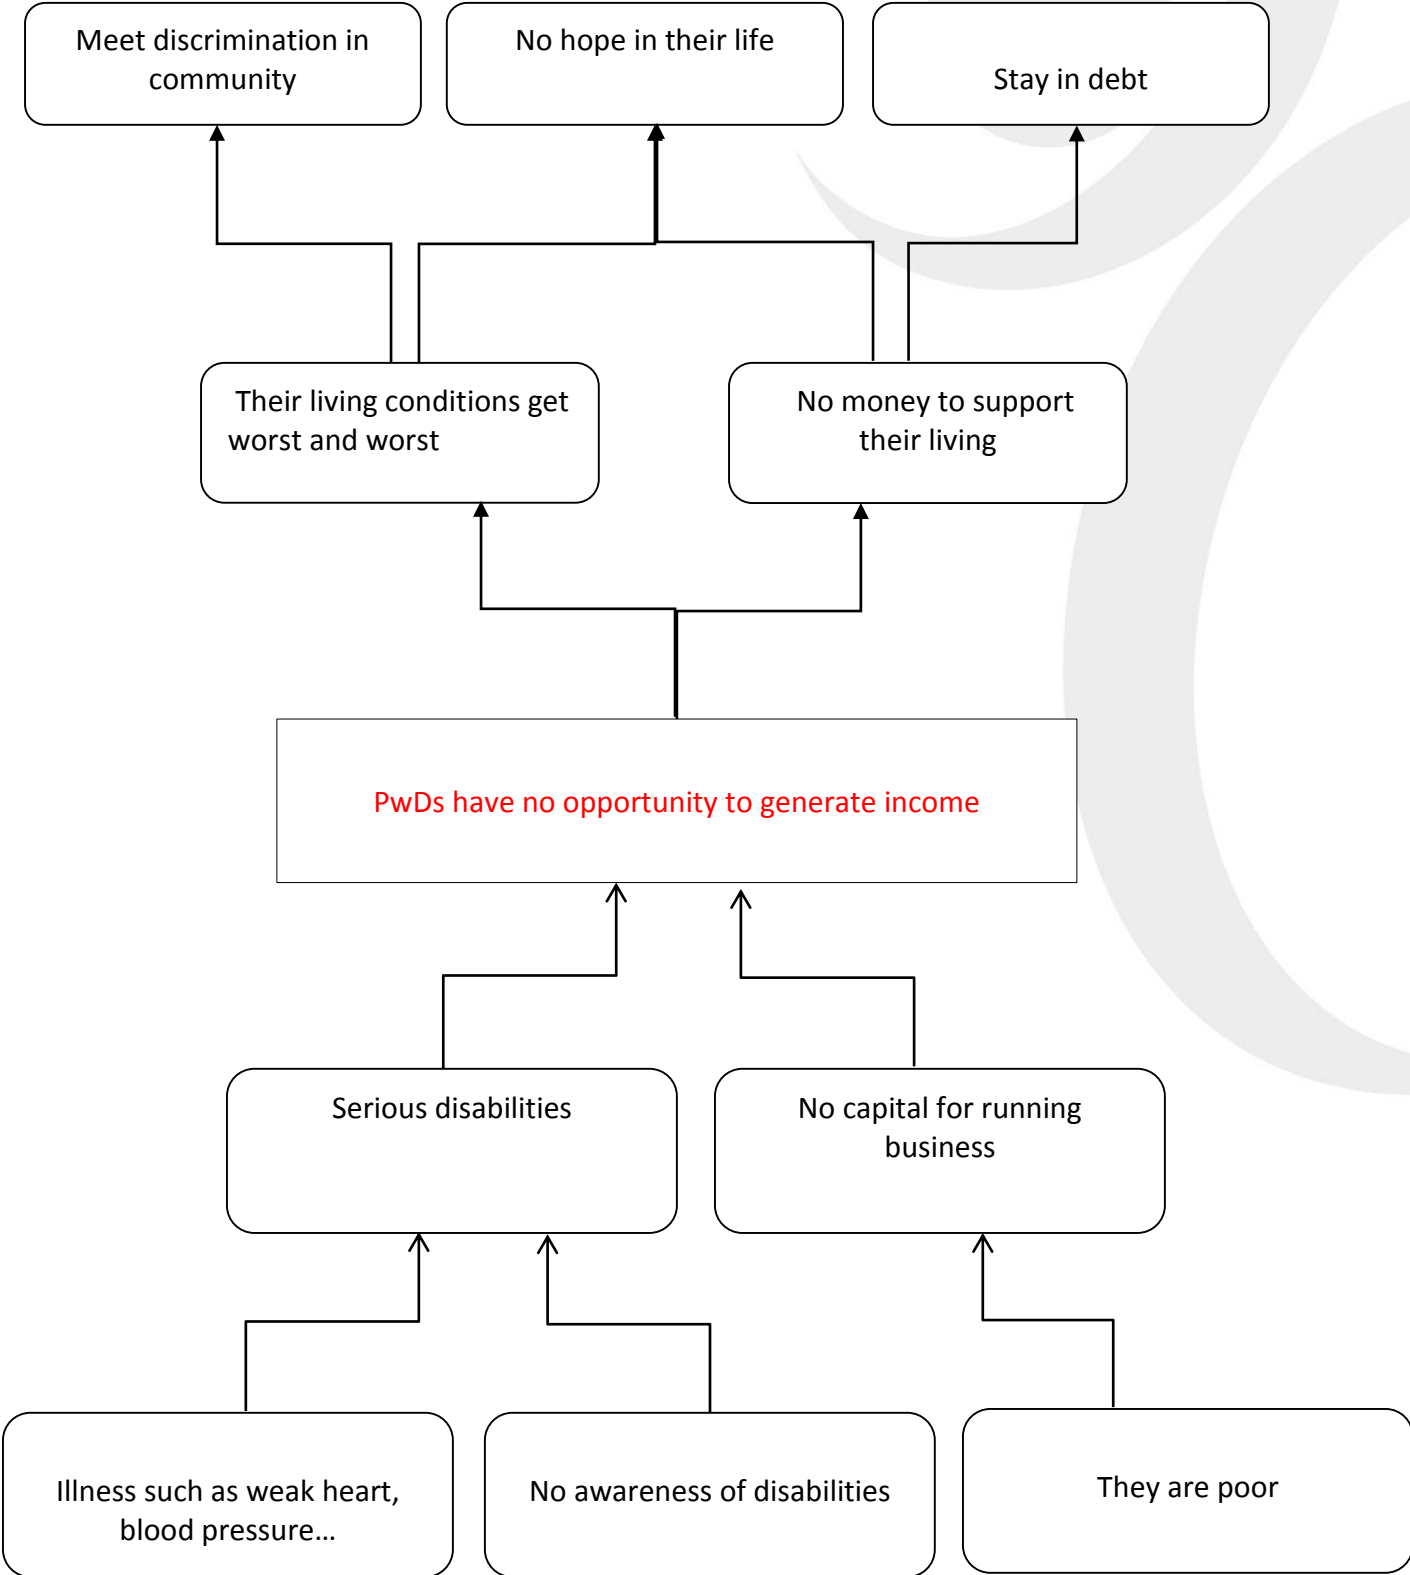 Meet discrimination in
community
No hope in their life
Stay in debt
Their living conditions get
worst and worst
No money to support
their living
PwDs have no opportunity to generate income
Serious disabilities
No capital for running
business
Illness such as weak heart,
blood pressure…
No awareness of disabilities
They are poor